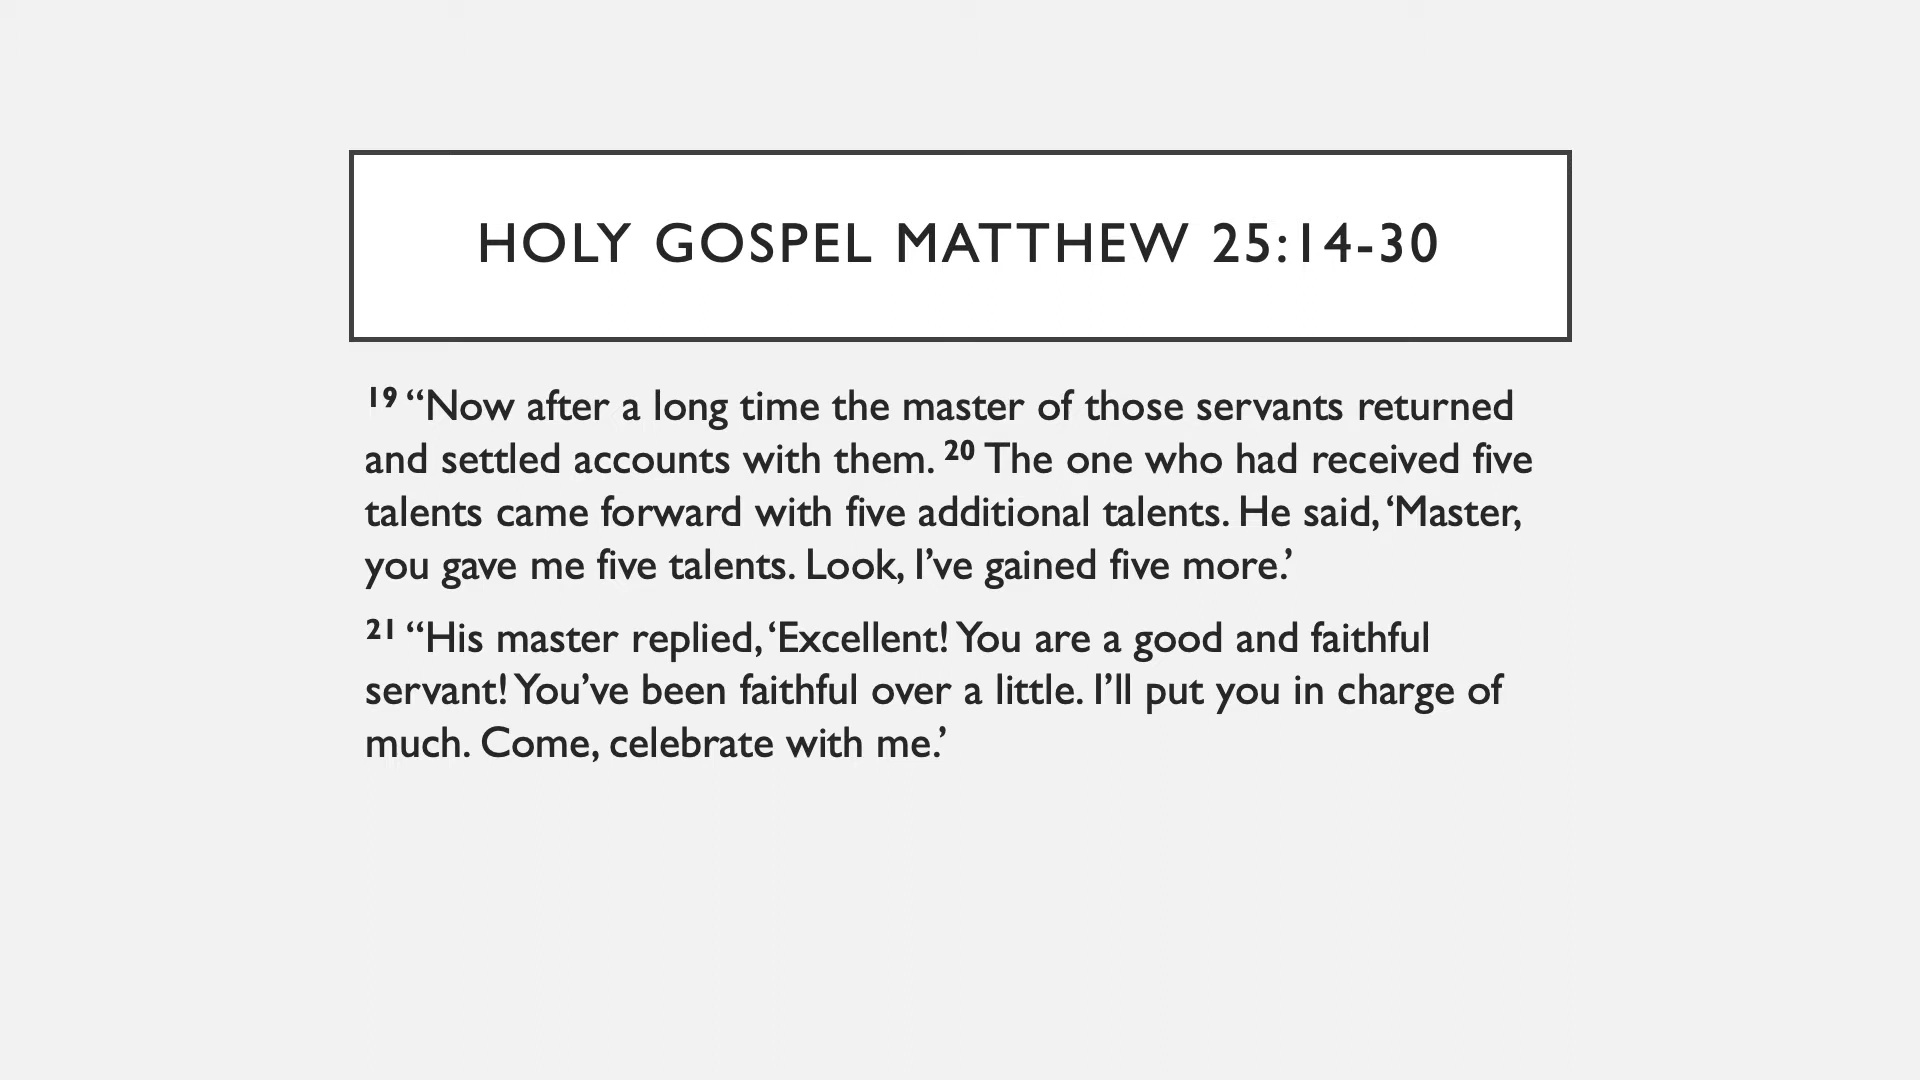 HOLY GOSPEL MATTHEW 25:14-30
19 “Now after a long time the master of those servants returned
and settled accounts with them. 20 The one who had received five
talents came forward with five additional talents. He said, ‘Master,
you gave me five talents. Look, I’ve gained five more.’
21 “His master replied, ‘Excellent! You are a good and faithful
servant! You’ve been faithful over a little. I’ll put you in charge of
much. Come, celebrate with me.’